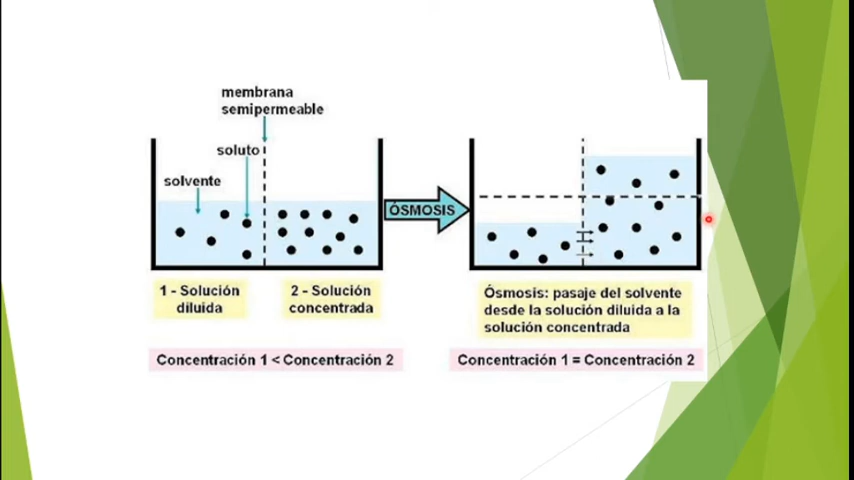 membrana
semipermeable
soluto
solvente
ÓSMOSIS
1 - Solución
diluida
2 - Solución
concentrada
Ósmosis: pasaje del solvente
desde la solución diluida a la
solución concentrada
Concentración 1 < Concentración 2
Concentración 1 = Concentración 2